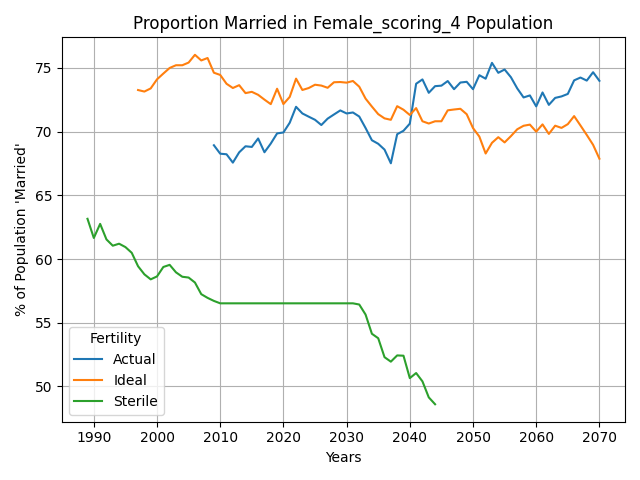 Proportion Married in Female_scoring_4 Population
% of Population 'Married'
75
70
65
60
55
50
Fertility
Actual
Ideal
Sterile
1990 2000 2010 2020 2030 2040 2050 2060 2070
Years